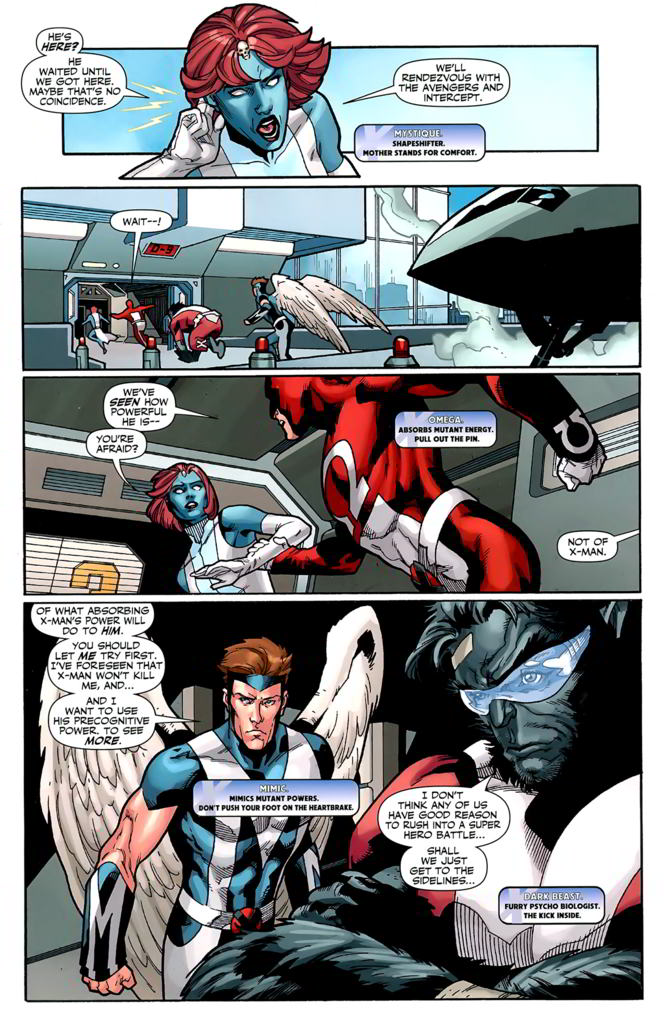 HE'S
HERE?
HE
WAITED UNTIL
WE GOT HERE.
MAYBE THAT'S NO
COINCIDENCE.
WE'LL
RENDEZVOUS WITH
THE AVENGERS AND
INTERCEPT.
MYSTIQUE.
SHAPESHIFTER.
MOTHER STANDS FOR COMFORT.
WAIT--!
D-9
WE'VE
SEEN HOW
POWERFUL
HE IS--
YOU'RE
AFRAID?
OMEGA.
ABSORBS MUTANT ENERGY.
PULL OUT THE PIN.
NOT OF
X-MAN.
OF WHAT ABSORBING
X-MAN'S POWER WILL
DO TO HIM.
YOU SHOULD
LET ME TRY FIRST.
I'VE FORESEEN THAT
X-MAN WON'T KILL
ME, AND...
AND I
WANT TO USE
HIS PRECOGNITIVE
POWER. TO SEE
MORE.
MIMIC.
MIMICS MUTANT POWERS.
DON'T PUSH YOUR FOOT ON THE HEARTBRAKE.
M
I DON'T
THINK ANY OF US
HAVE GOOD REASON
TO RUSH INTO A SUPER
HERO BATTLE...
SHALL
WE JUST
GET TO THE
SIDELINES...
DARK BEAST.
FURRY PSYCHO BIOLOGIST.
THE KICK INSIDE.